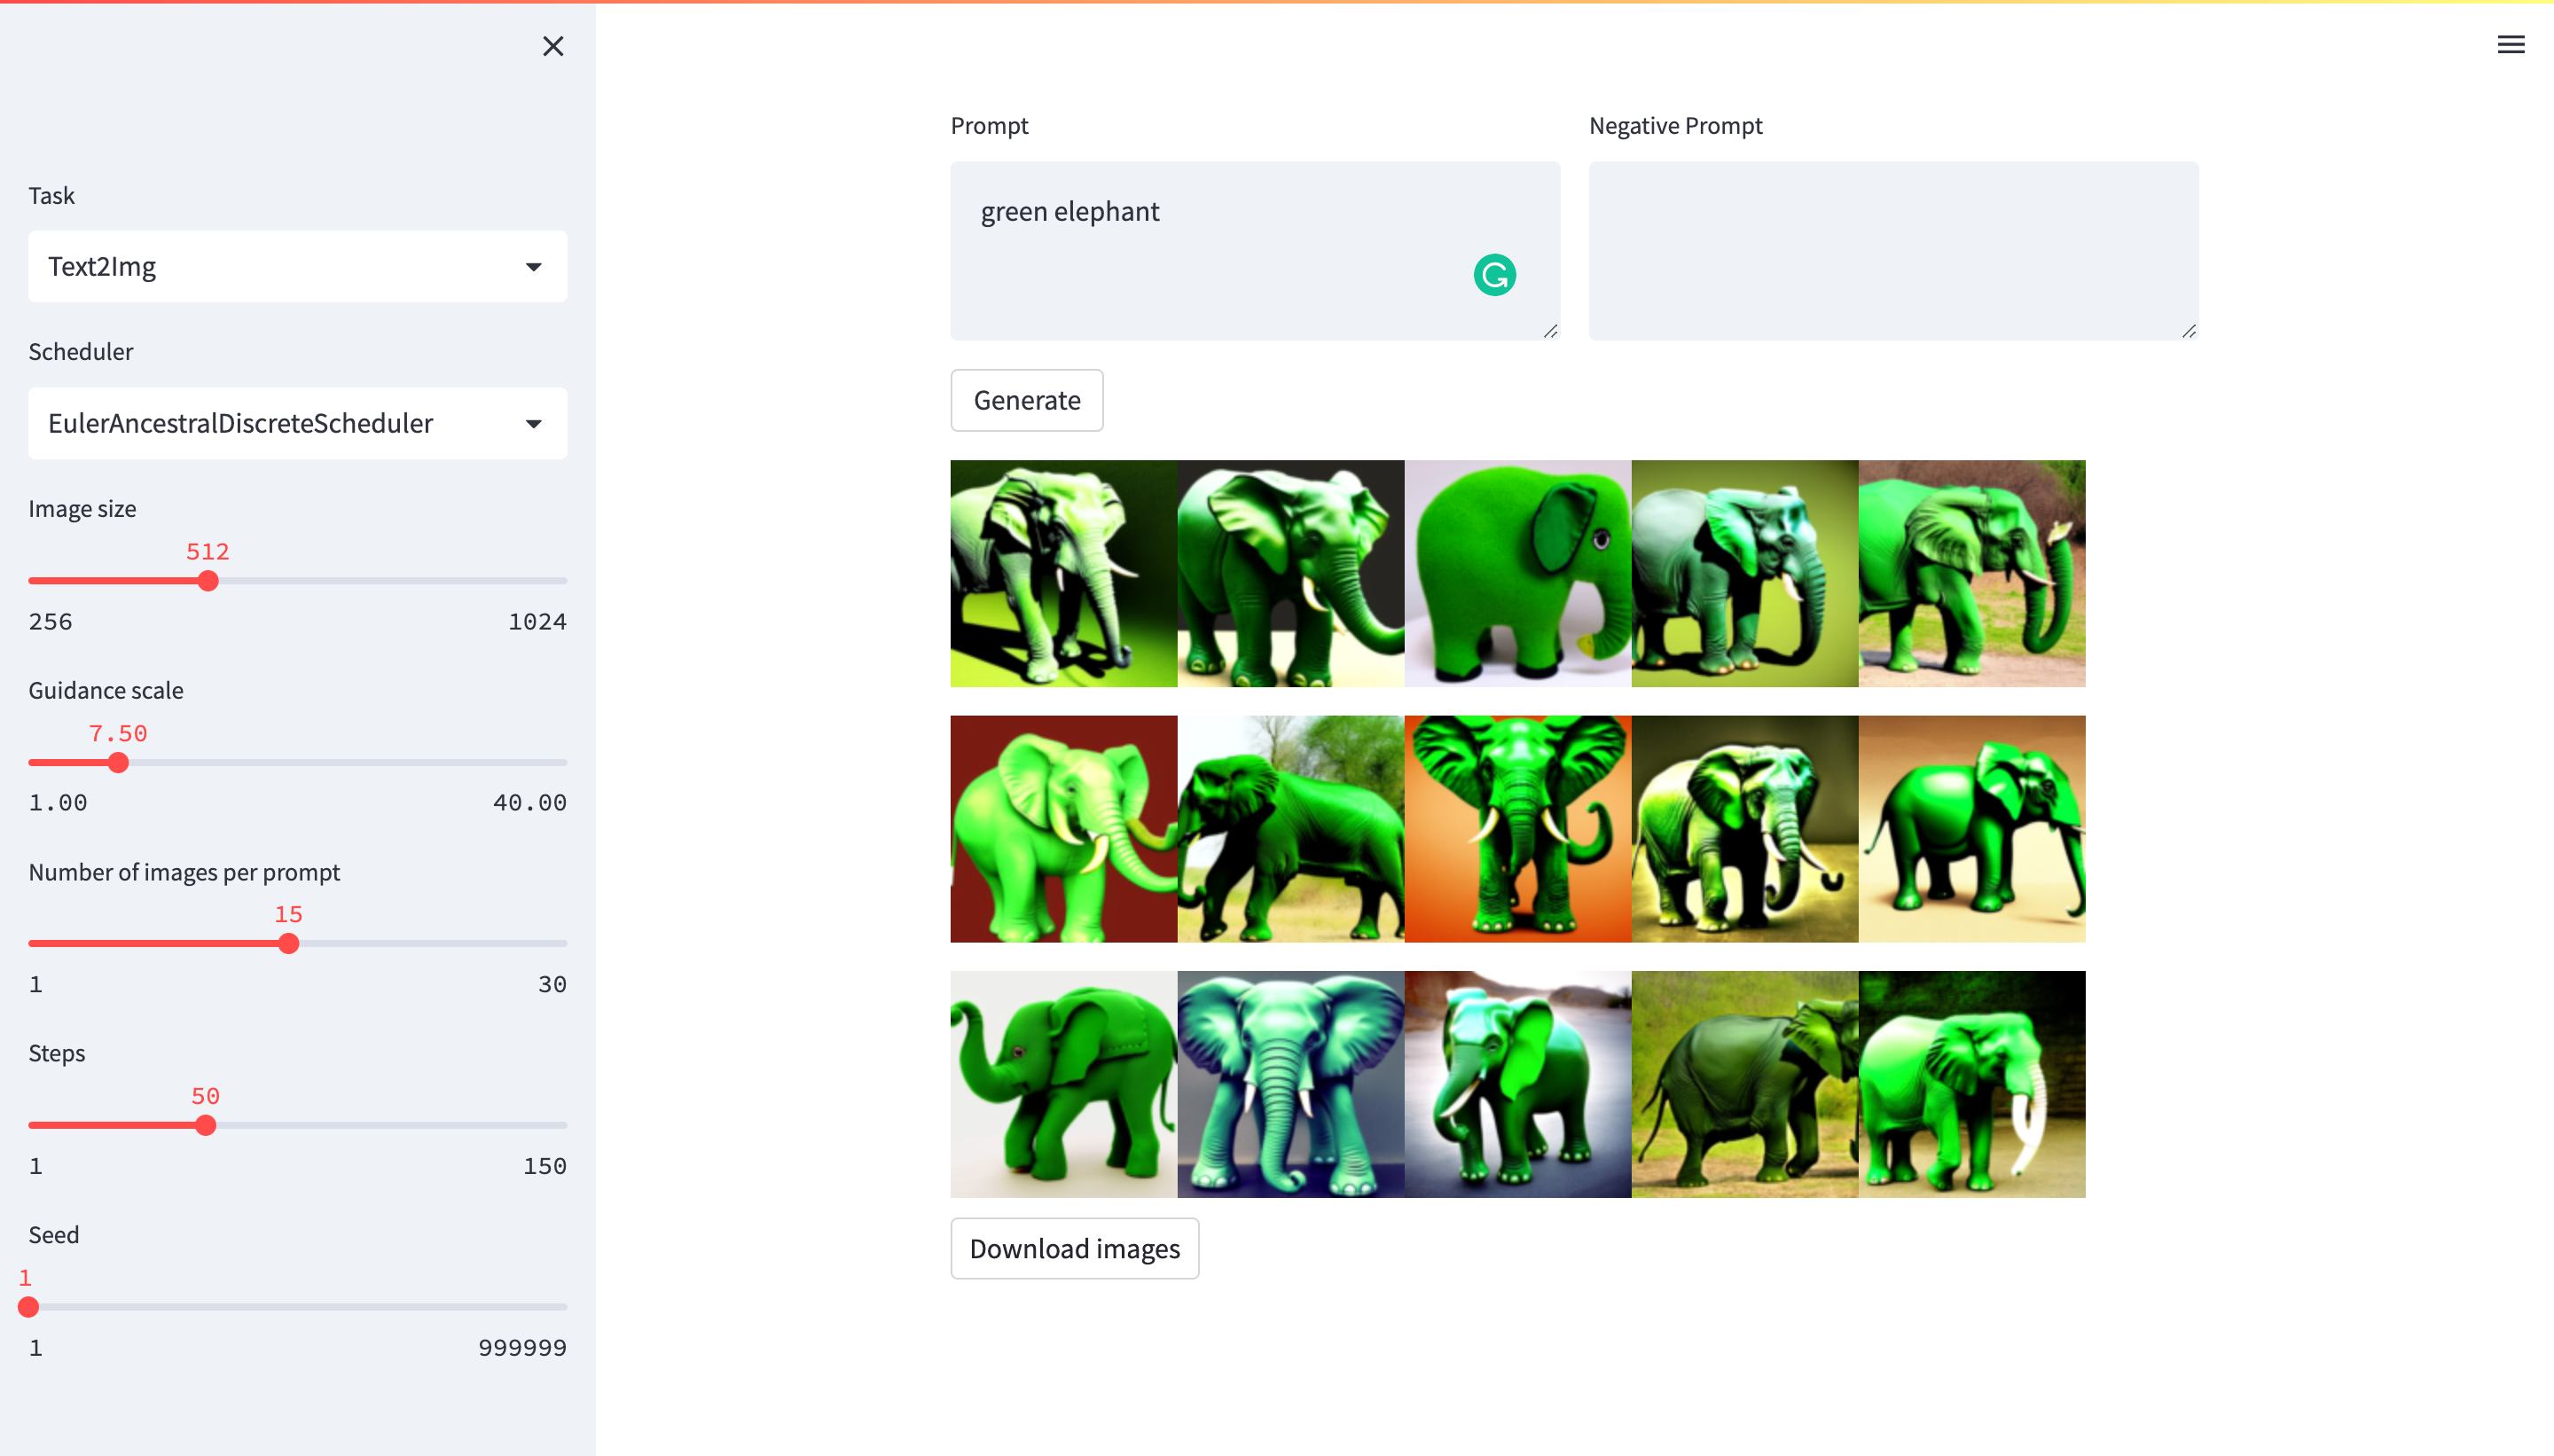 Task
Text2Img
Scheduler
EulerAncestralDiscreteScheduler
Image size
512
256 1024
Guidance scale
7.50
1.00 40.00
Number of images per prompt
15
1 30
Steps
50
1 150
Seed
1
1 999999
Prompt
green elephant
Negative Prompt
Generate
Download images